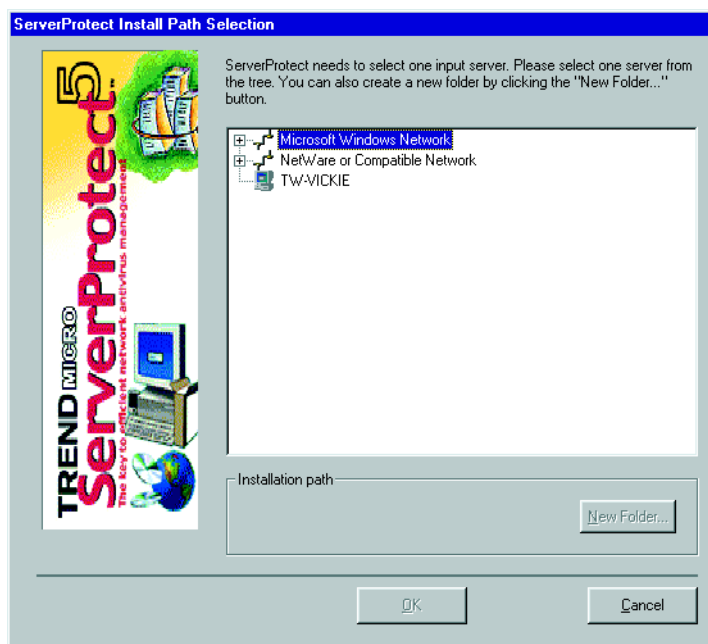 ServerProtect Install Path Selection
TREND MICRO
ServerProtect 5™
The key to efficient network antivirus management
ServerProtect needs to select one input server. Please select one server from
the tree. You can also create a new folder by clicking the "New Folder..."
button.
Microsoft Windows Network
NetWare or Compatible Network
TW-VICKIE
Installation path
New Folder...
OK
Cancel